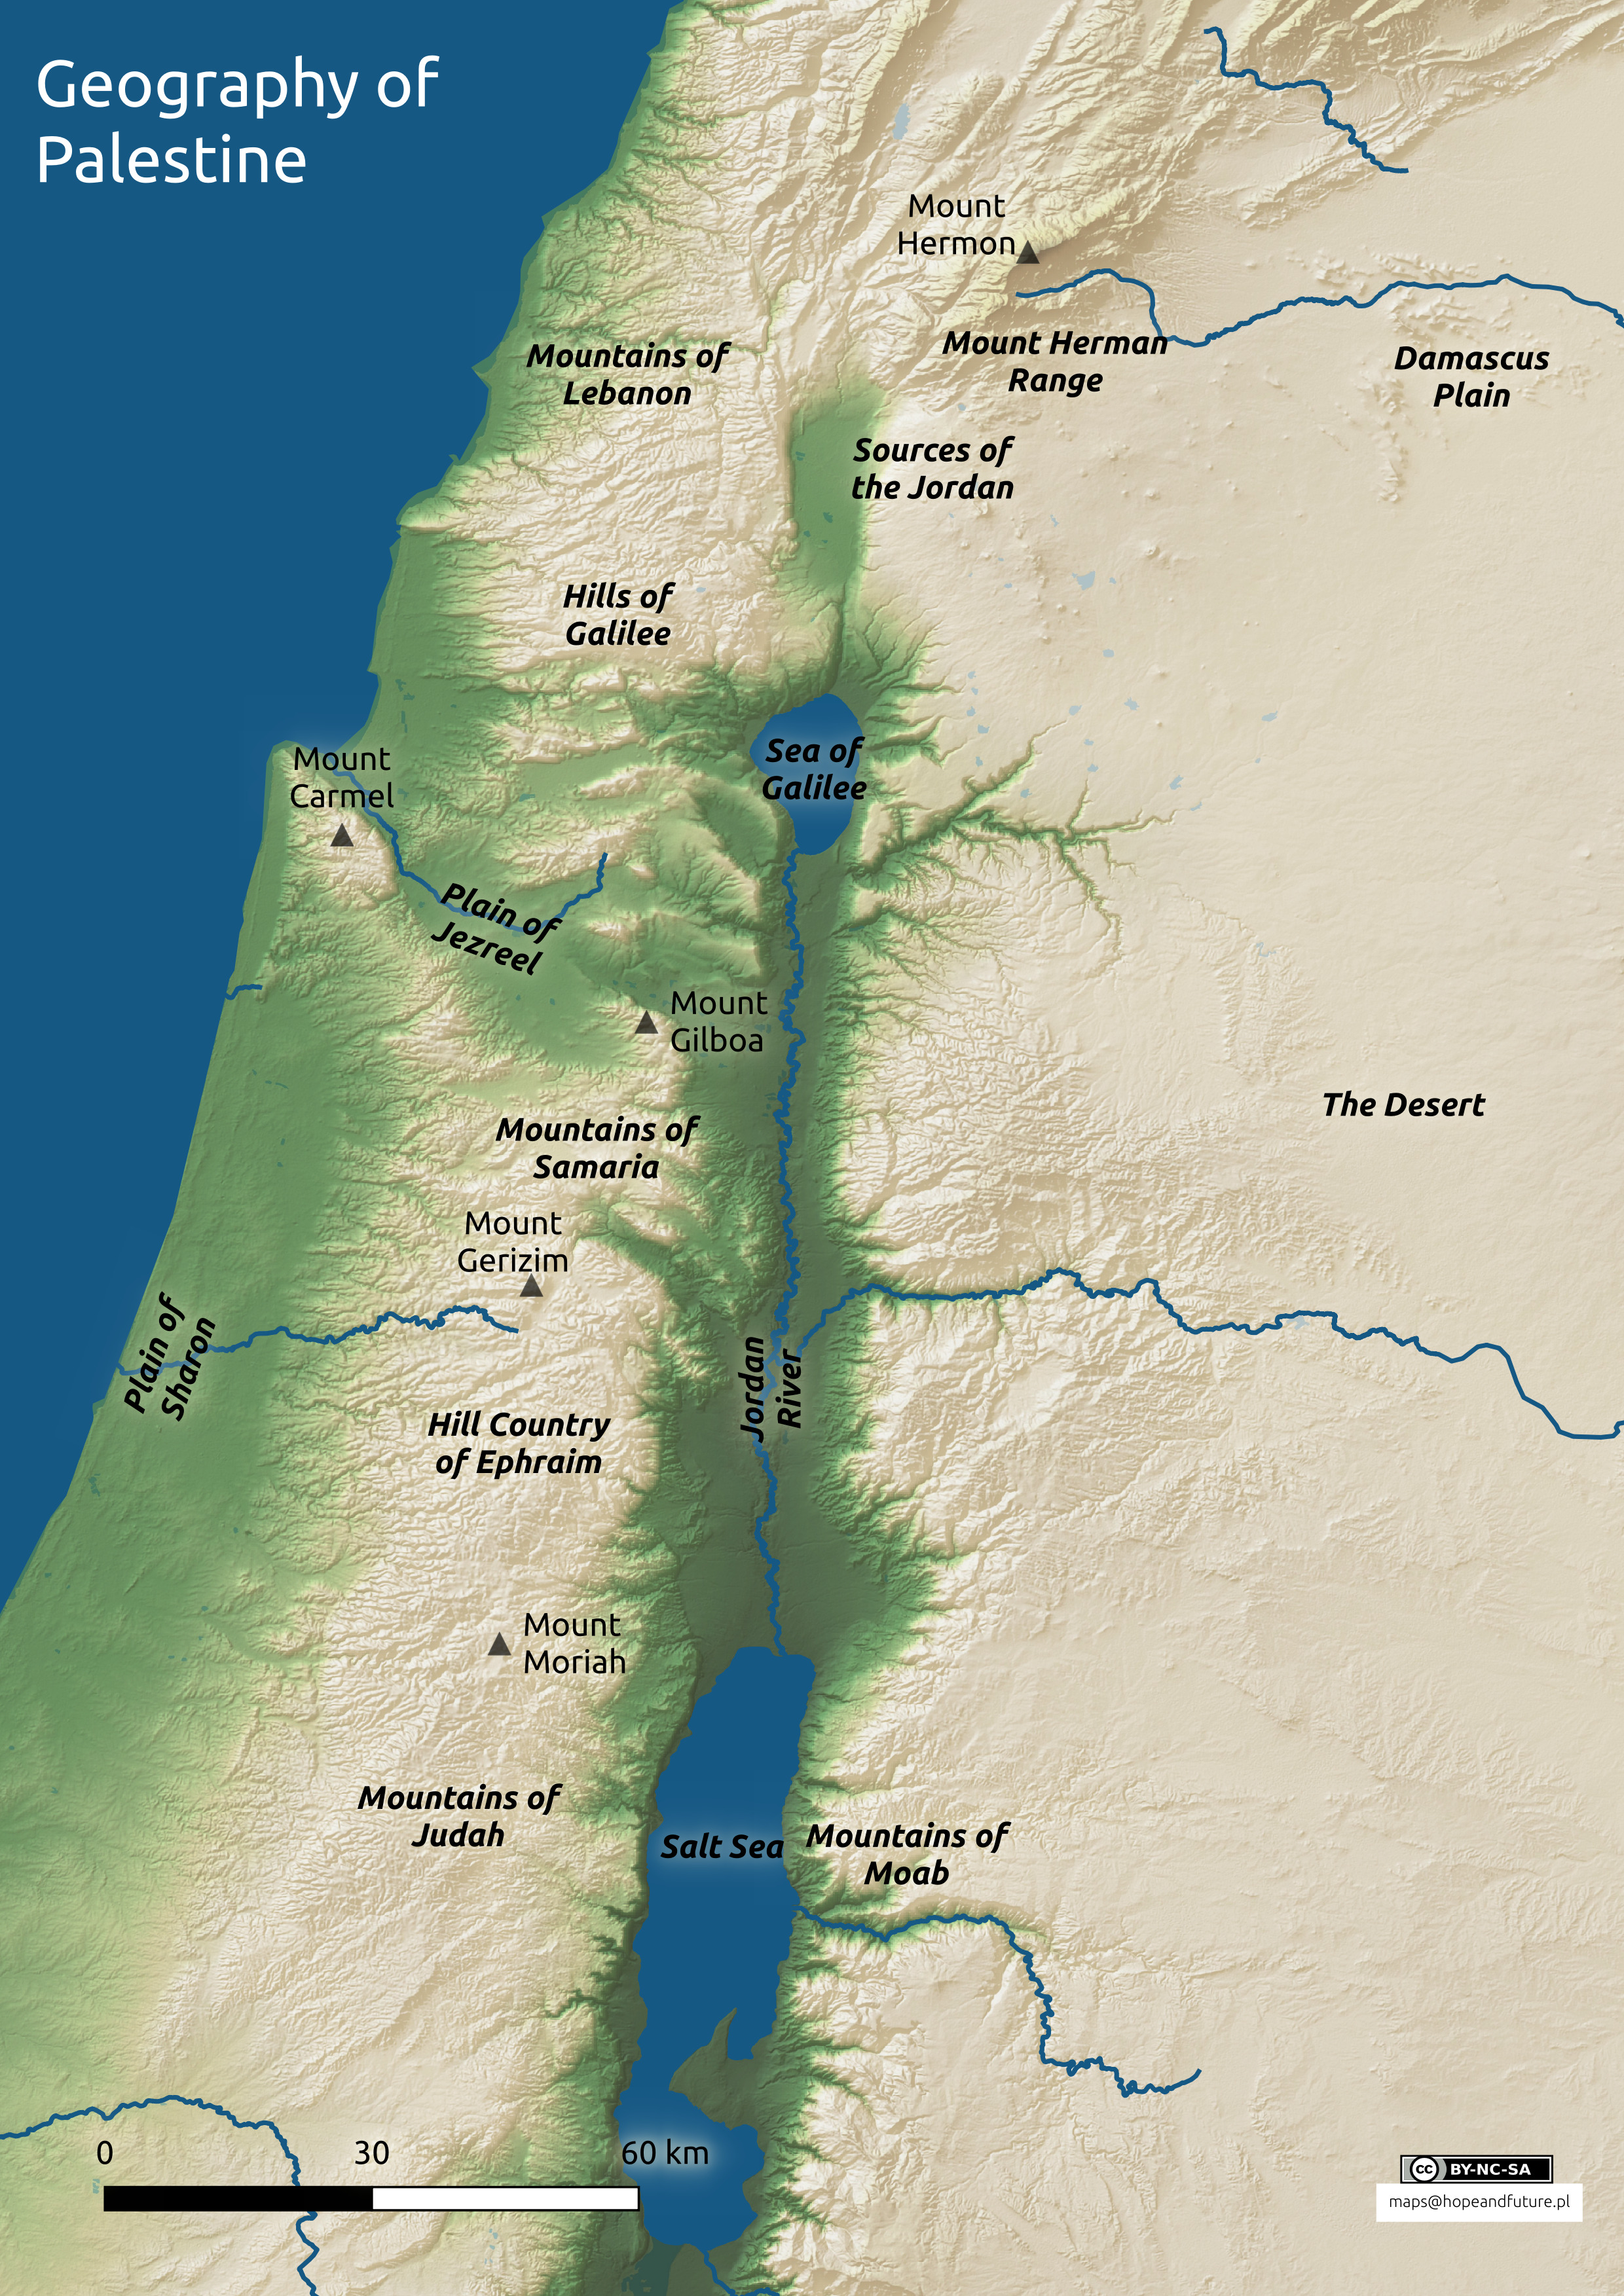 Geography of
Palestine
Mount
Hermon
Mountains of
Lebanon
Mount Herman
Range
Damascus
Plain
Sources of
the Jordan
Hills of
Galilee
Mount
Carmel
Sea of
Galilee
Plain of
Jezreel
Mount
Gilboa
The Desert
Mountains of
Samaria
Mount
Gerizim
Plain of
Sharon
Jordan
River
Hill Country
of Ephraim
Mount
Moriah
Mountains of
Judah
Salt Sea
Mountains of
Moab
0 30 60 km
cc BY-NC-SA
maps@hopeandfuture.pl